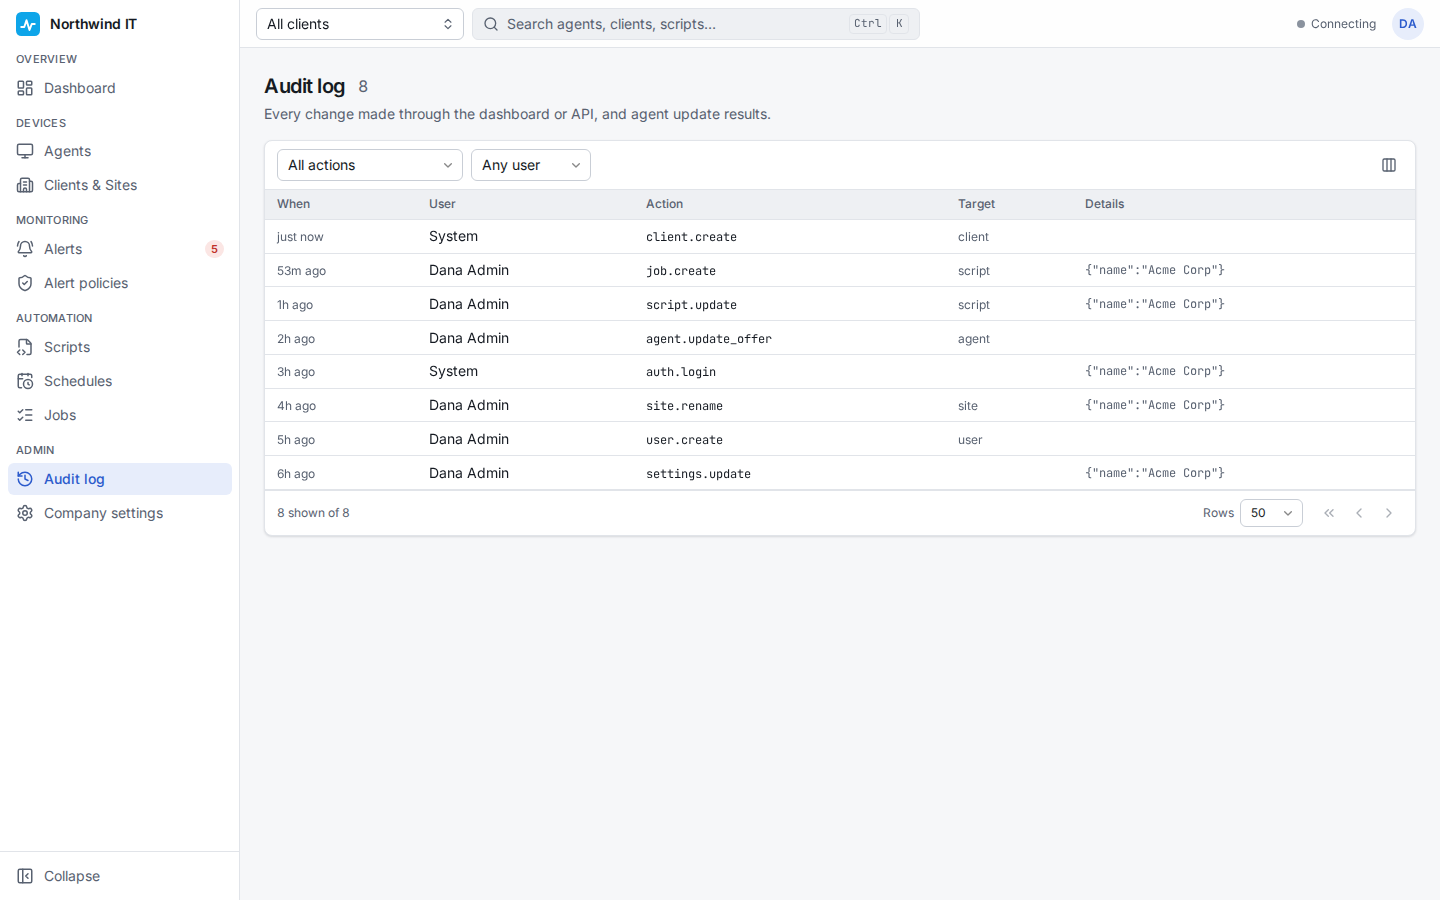 Northwind IT
OVERVIEW
Dashboard
DEVICES
Agents
Clients & Sites
MONITORING
Alerts 5
Alert policies
AUTOMATION
Scripts
Schedules
Jobs
ADMIN
Audit log
Company settings
Collapse
All clients Search agents, clients, scripts... Ctrl K Connecting DA
Audit log 8
Every change made through the dashboard or API, and agent update results.
All actions Any user
When User Action Target Details
just now System client.create client
53m ago Dana Admin job.create script {"name":"Acme Corp"}
1h ago Dana Admin script.update script {"name":"Acme Corp"}
2h ago Dana Admin agent.update_offer agent
3h ago System auth.login {"name":"Acme Corp"}
4h ago Dana Admin site.rename site {"name":"Acme Corp"}
5h ago Dana Admin user.create user
6h ago Dana Admin settings.update {"name":"Acme Corp"}
8 shown of 8 Rows 50